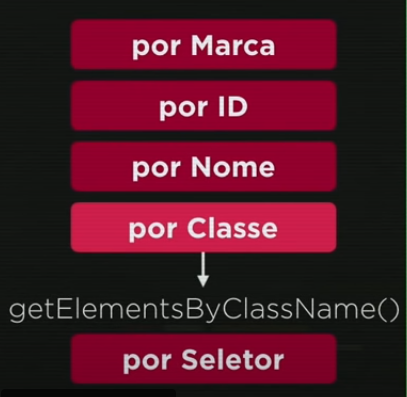 por Marca
por ID
por Nome
por Classe
getElementsByClassName()
por Seletor